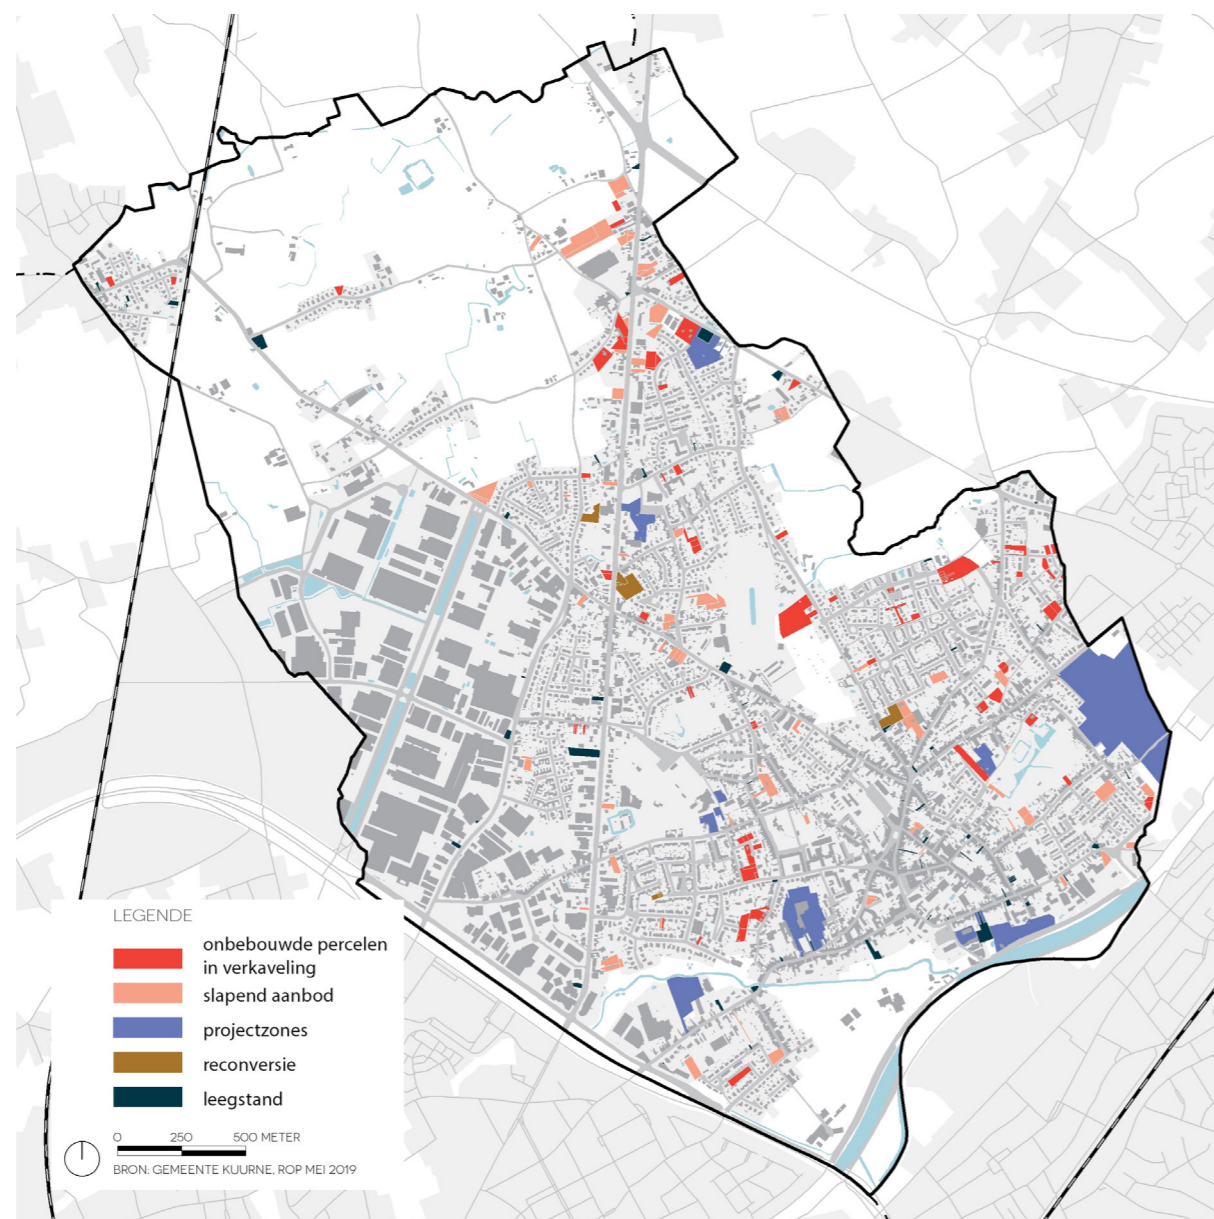 LEGENDE
onbebouwde percelen
in verkaveling
slapend aanbod
projectzones
reconversie
leegstand
0 250 500 METER
BRON: GEMEENTE KUURNE, ROP MEI 2019